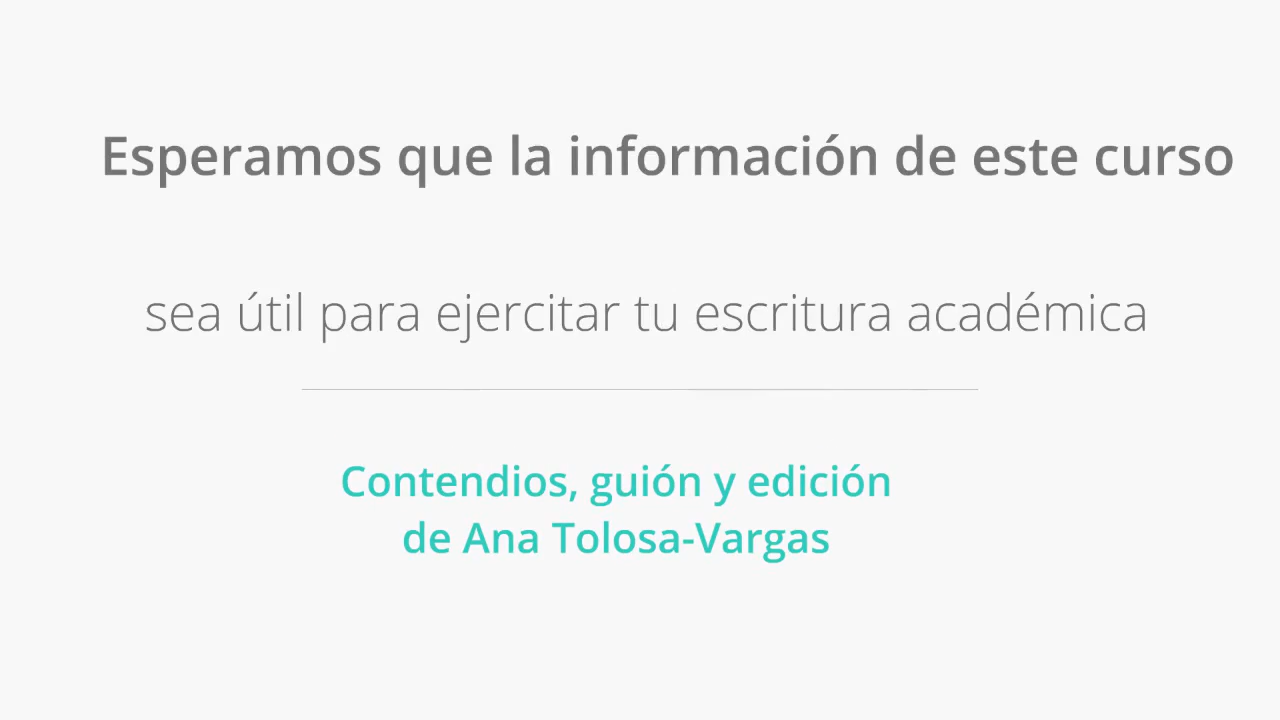 Esperamos que la información de este curso
sea útil para ejercitar tu escritura académica
Contendios, guión y edición
de Ana Tolosa-Vargas